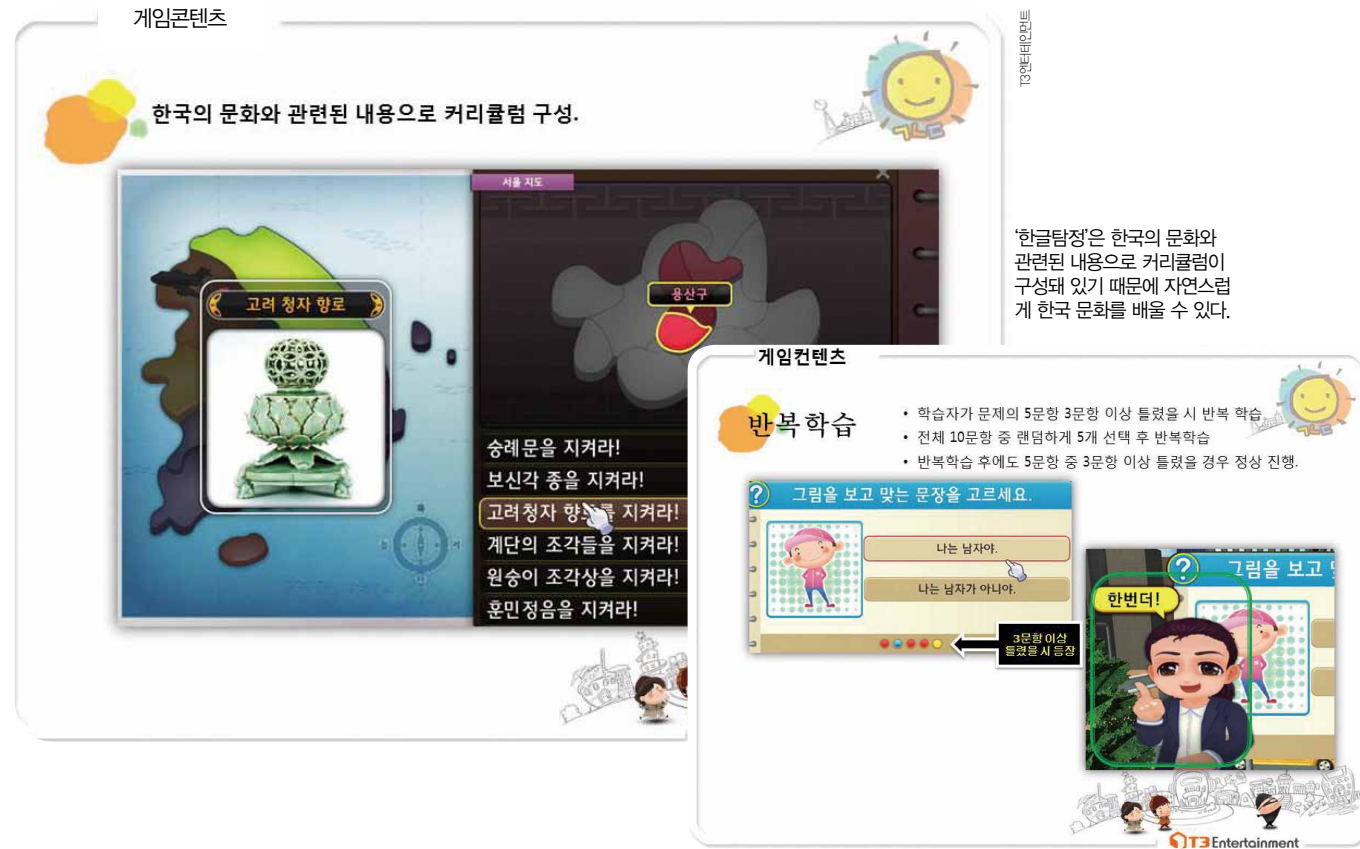 게임콘텐츠
T3엔터테인먼트
한국의 문화와 관련된 내용으로 커리큘럼 구성.
ㄱㄴㄷ
서울 지도
고려 청자 향로
용산구
숭례문을 지켜라!
보신각 종을 지켜라!
고려청자 향로를 지켜라!
계단의 조각들을 지켜라!
원숭이 조각상을 지켜라!
훈민정음을 지켜라!
‘한글탐정’은 한국의 문화와
관련된 내용으로 커리큘럼이
구성돼 있기 때문에 자연스럽
게 한국 문화를 배울 수 있다.
게임컨텐츠
반복학습
• 학습자가 문제의 5문항 3문항 이상 틀렸을 시 반복 학습
• 전체 10문항 중 랜덤하게 5개 선택 후 반복학습
• 반복학습 후에도 5문항 중 3문항 이상 틀렸을 경우 정상 진행.
ㄱㄴㄷ
? 그림을 보고 맞는 문장을 고르세요.
나는 남자야.
나는 남자가 아니야.
3문항 이상
틀렸을 시 등장
? 그림을 보고
한번더!
T3 Entertainment